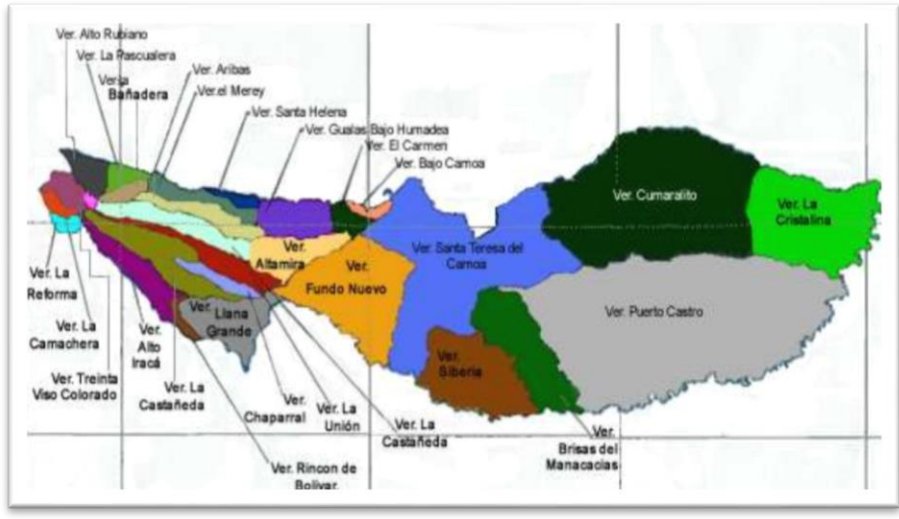 Ver. Alto Rubiano
Ver. La Pascualera
Ver.la
Bañadera
Ver. Aribas
Ver.el Merey
Ver. Santa Helena
Ver. Gualas Bajo Humadea
Ver. El Carmen
Ver. Bajo Camoa
Ver. Cumaralito
Ver. La
Cristalina
Ver.
Altamira
Ver. Santa Teresa del
Camoa
Ver.
Fundo Nuevo
Ver. La
Reforma
Ver. Llana
Grande
Ver. Puerto Castro
Ver. La
Camachera
Ver.
Alto
Iracá
Ver.
Siberia
Ver. Treinta
Viso Colorado
Ver. La
Castañeda
Ver.
Chaparral
Ver. La
Unión
Ver. La
Castañeda
Ver.
Brisas del
Manacacias
Ver. Rincon de
Bolivar.